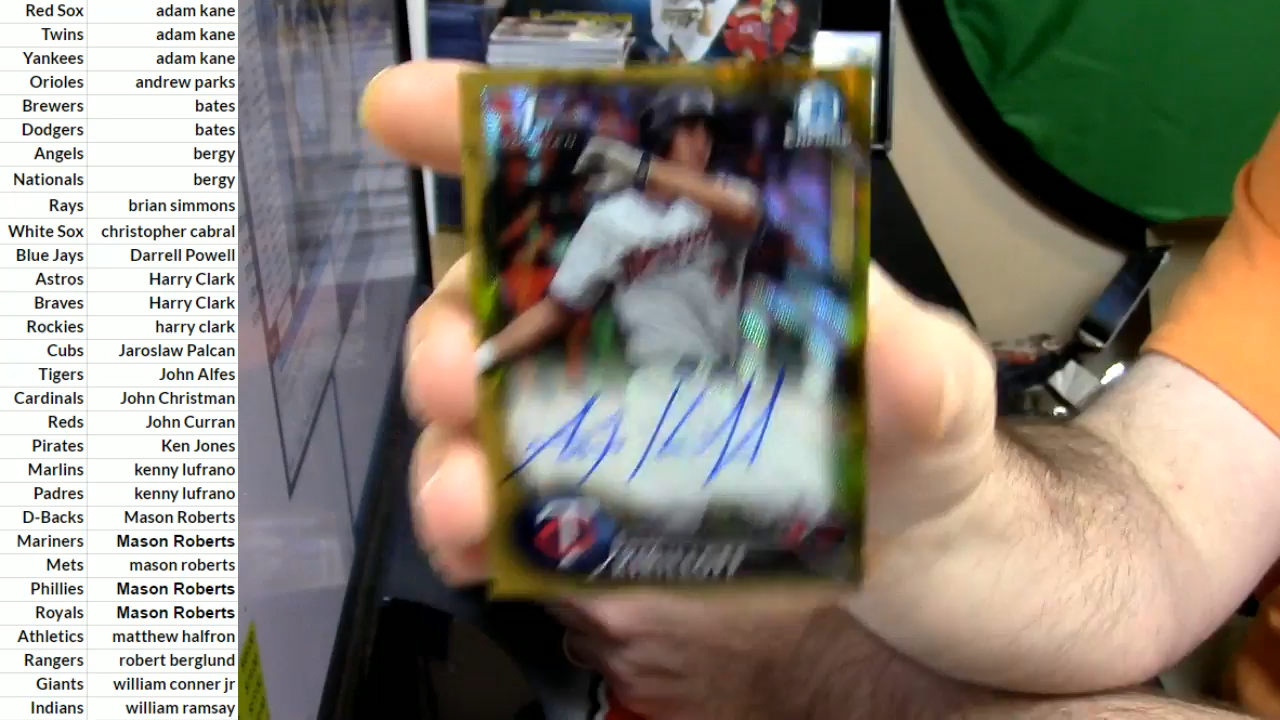 Red Sox adam kane
Twins adam kane
Yankees adam kane
Orioles andrew parks
Brewers bates
Dodgers bates
Angels bergy
Nationals bergy
Rays brian simmons
White Sox christopher cabral
Blue Jays Darrell Powell
Astros Harry Clark
Braves Harry Clark
Rockies harry clark
Cubs Jaroslaw Palcan
Tigers John Alfes
Cardinals John Christman
Reds John Curran
Pirates Ken Jones
Marlins kenny lufrano
Padres kenny lufrano
D-Backs Mason Roberts
Mariners Mason Roberts
Mets mason roberts
Phillies Mason Roberts
Royals Mason Roberts
Athletics matthew halfron
Rangers robert berglund
Giants william conner jr
Indians william ramsay